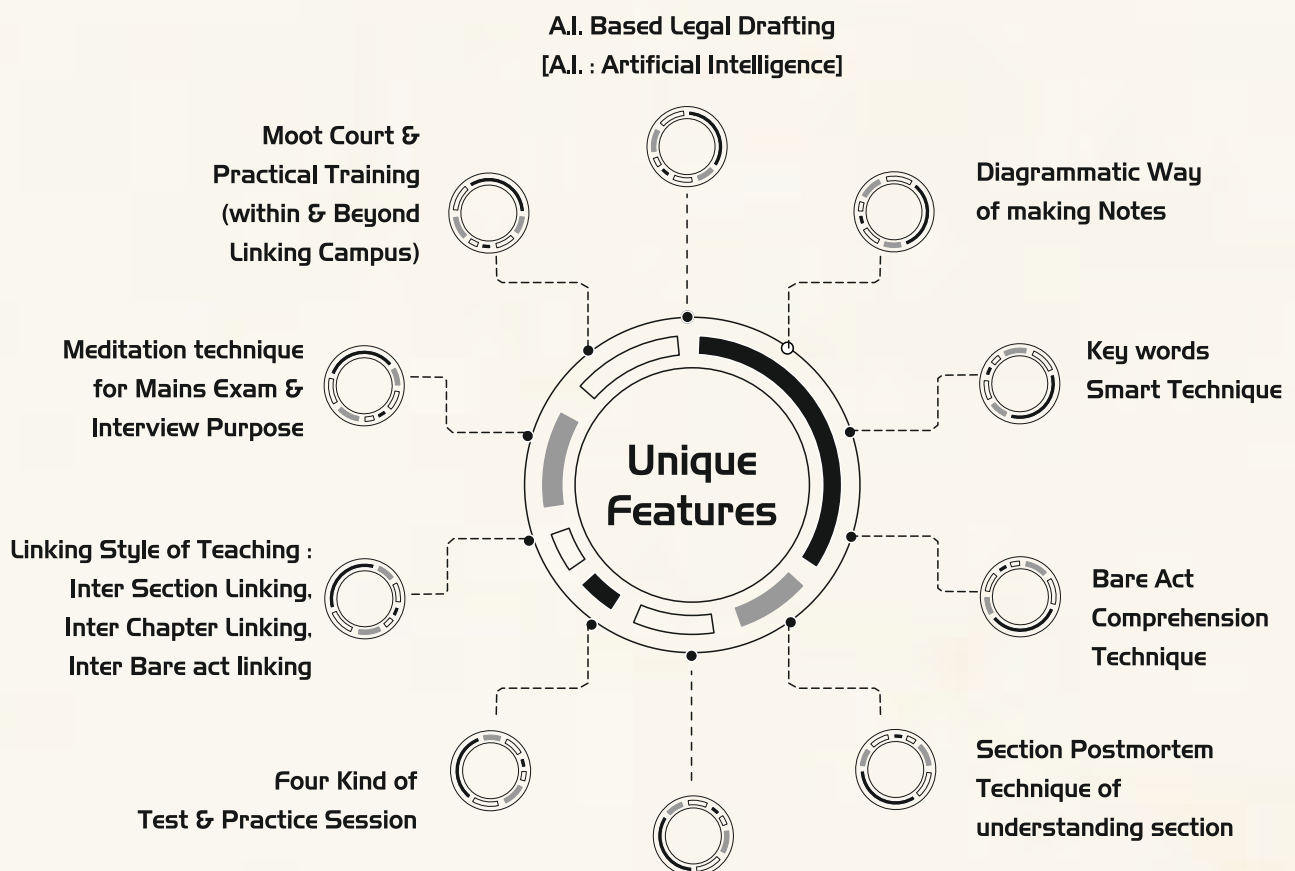 A.I. Based Legal Drafting
[A.I. : Artificial Intelligence]
Moot Court &
Practical Training
(within & Beyond
Linking Campus)
Diagrammatic Way
of making Notes
Meditation technique
for Mains Exam &
Interview Purpose
Key words
Smart Technique
Unique
Features
Linking Style of Teaching :
Inter Section Linking,
Inter Chapter Linking,
Inter Bare act linking
Bare Act
Comprehension
Technique
Four Kind of
Test & Practice Session
Section Postmortem
Technique of
understanding section